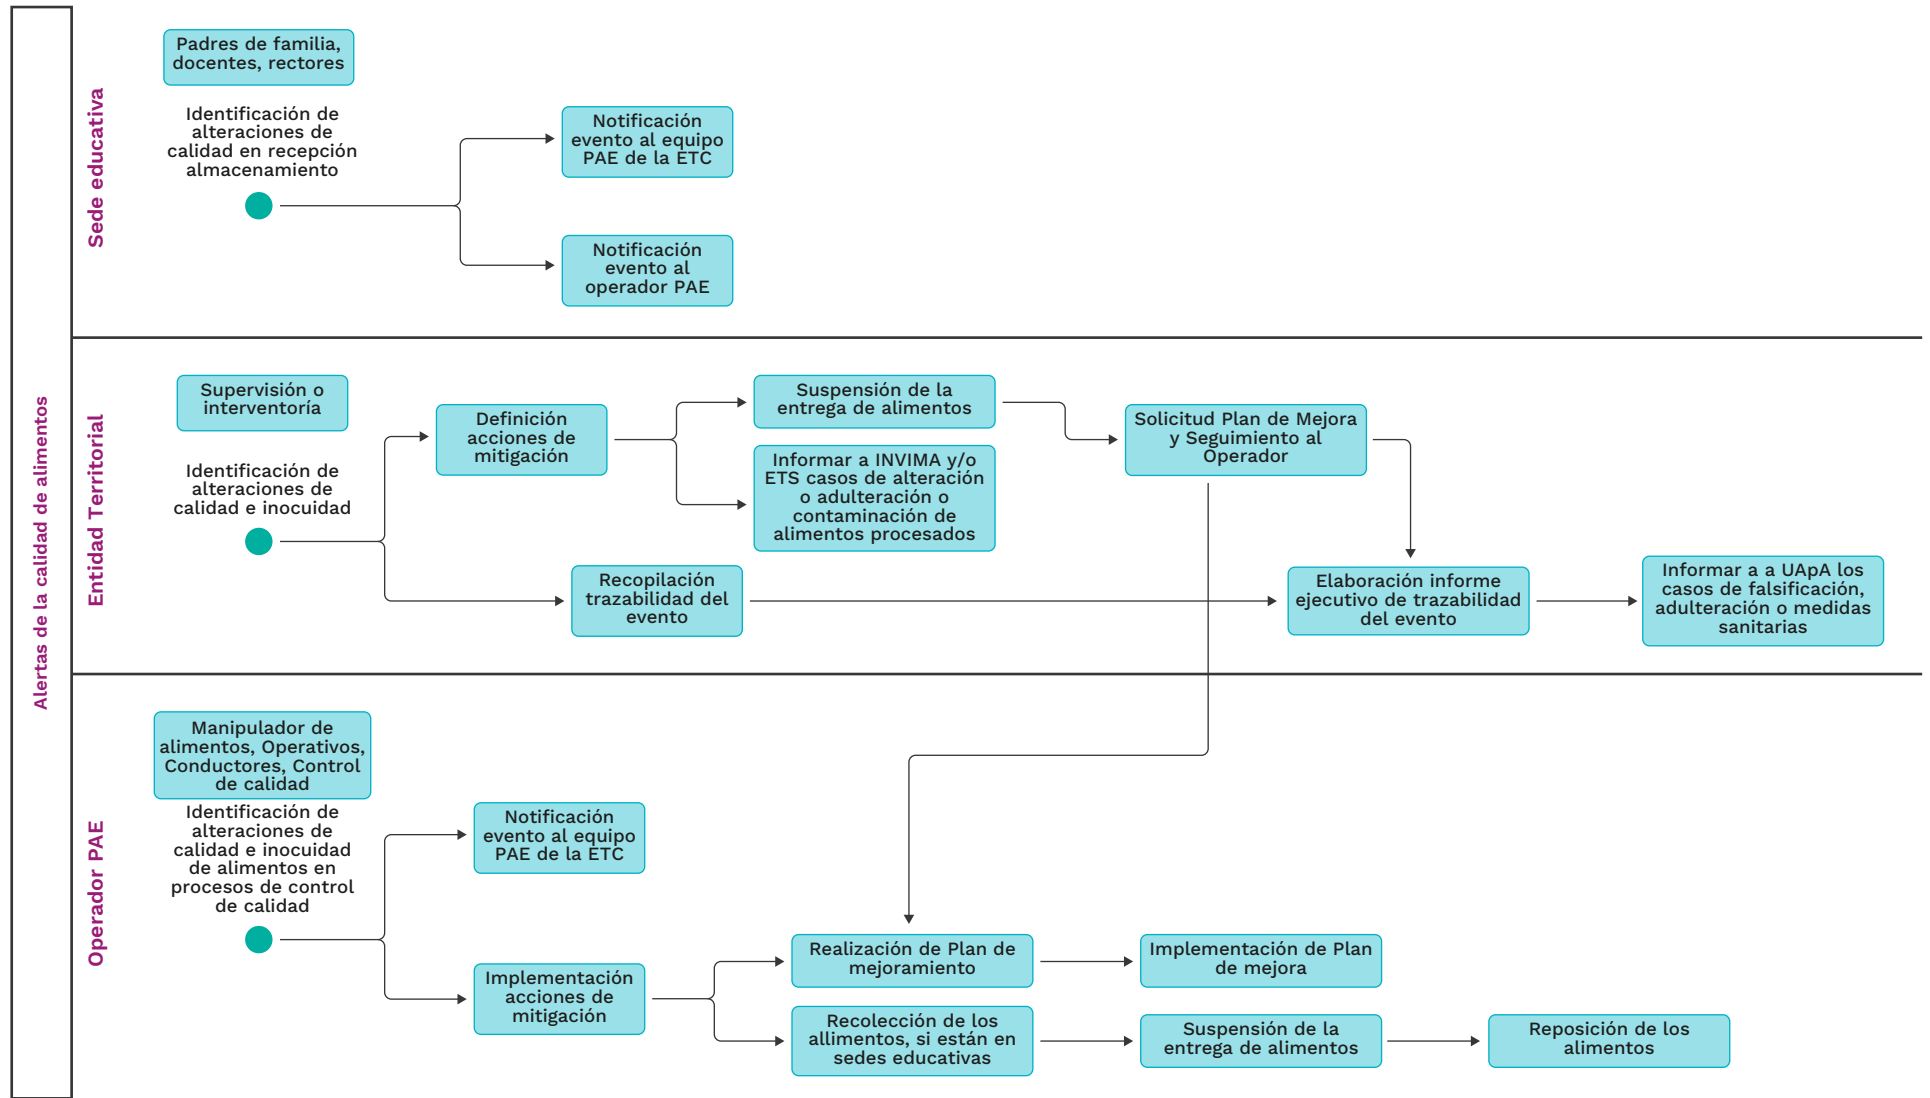 Alertas de la calidad de alimentos
Sede educativa
Padres de familia,
docentes, rectores
Identificación de
alteraciones de
calidad en recepción
almacenamiento
Notificación
evento al equipo
PAE de la ETC
Notificación
evento al
operador PAE
Entidad Territorial
Supervisión o
interventoría
Identificación de
alteraciones de
calidad e inocuidad
Definición
acciones de
mitigación
Suspensión de la
entrega de alimentos
Informar a INVIMA y/o
ETS casos de alteración
o adulteración o
contaminación de
alimentos procesados
Solicitud Plan de Mejora
y Seguimiento al
Operador
Recopilación
trazabilidad del
evento
Elaboración informe
ejecutivo de trazabilidad
del evento
Informar a a UApA los
casos de falsificación,
adulteración o medidas
sanitarias
Operador PAE
Manipulador de
alimentos, Operativos,
Conductores, Control
de calidad
Identificación de
alteraciones de
calidad e inocuidad
de alimentos en
procesos de control
de calidad
Notificación
evento al equipo
PAE de la ETC
Implementación
acciones de
mitigación
Realización de Plan de
mejoramiento
Implementación de Plan
de mejora
Recolección de los
allimentos, si están en
sedes educativas
Suspensión de la
entrega de alimentos
Reposición de los
alimentos